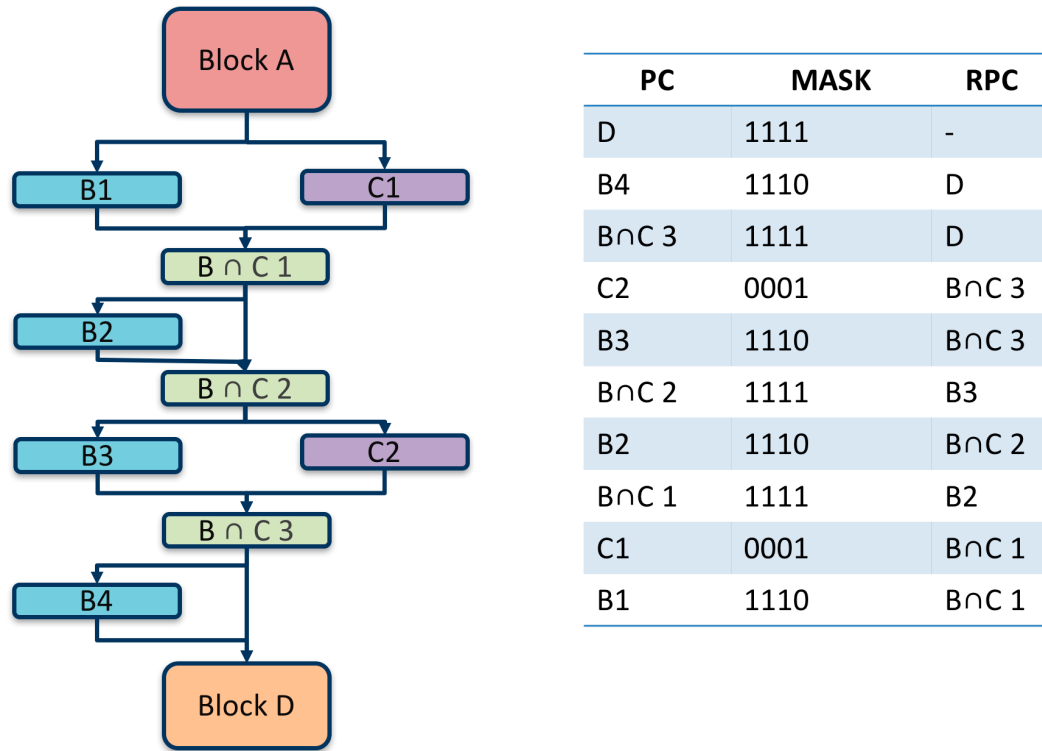 Block A
B1
C1
B ∩ C 1
B2
B ∩ C 2
B3
C2
B ∩ C 3
B4
Block D
PC MASK RPC
D 1111 -
B4 1110 D
B∩C 3 1111 D
C2 0001 B∩C 3
B3 1110 B∩C 3
B∩C 2 1111 B3
B2 1110 B∩C 2
B∩C 1 1111 B2
C1 0001 B∩C 1
B1 1110 B∩C 1